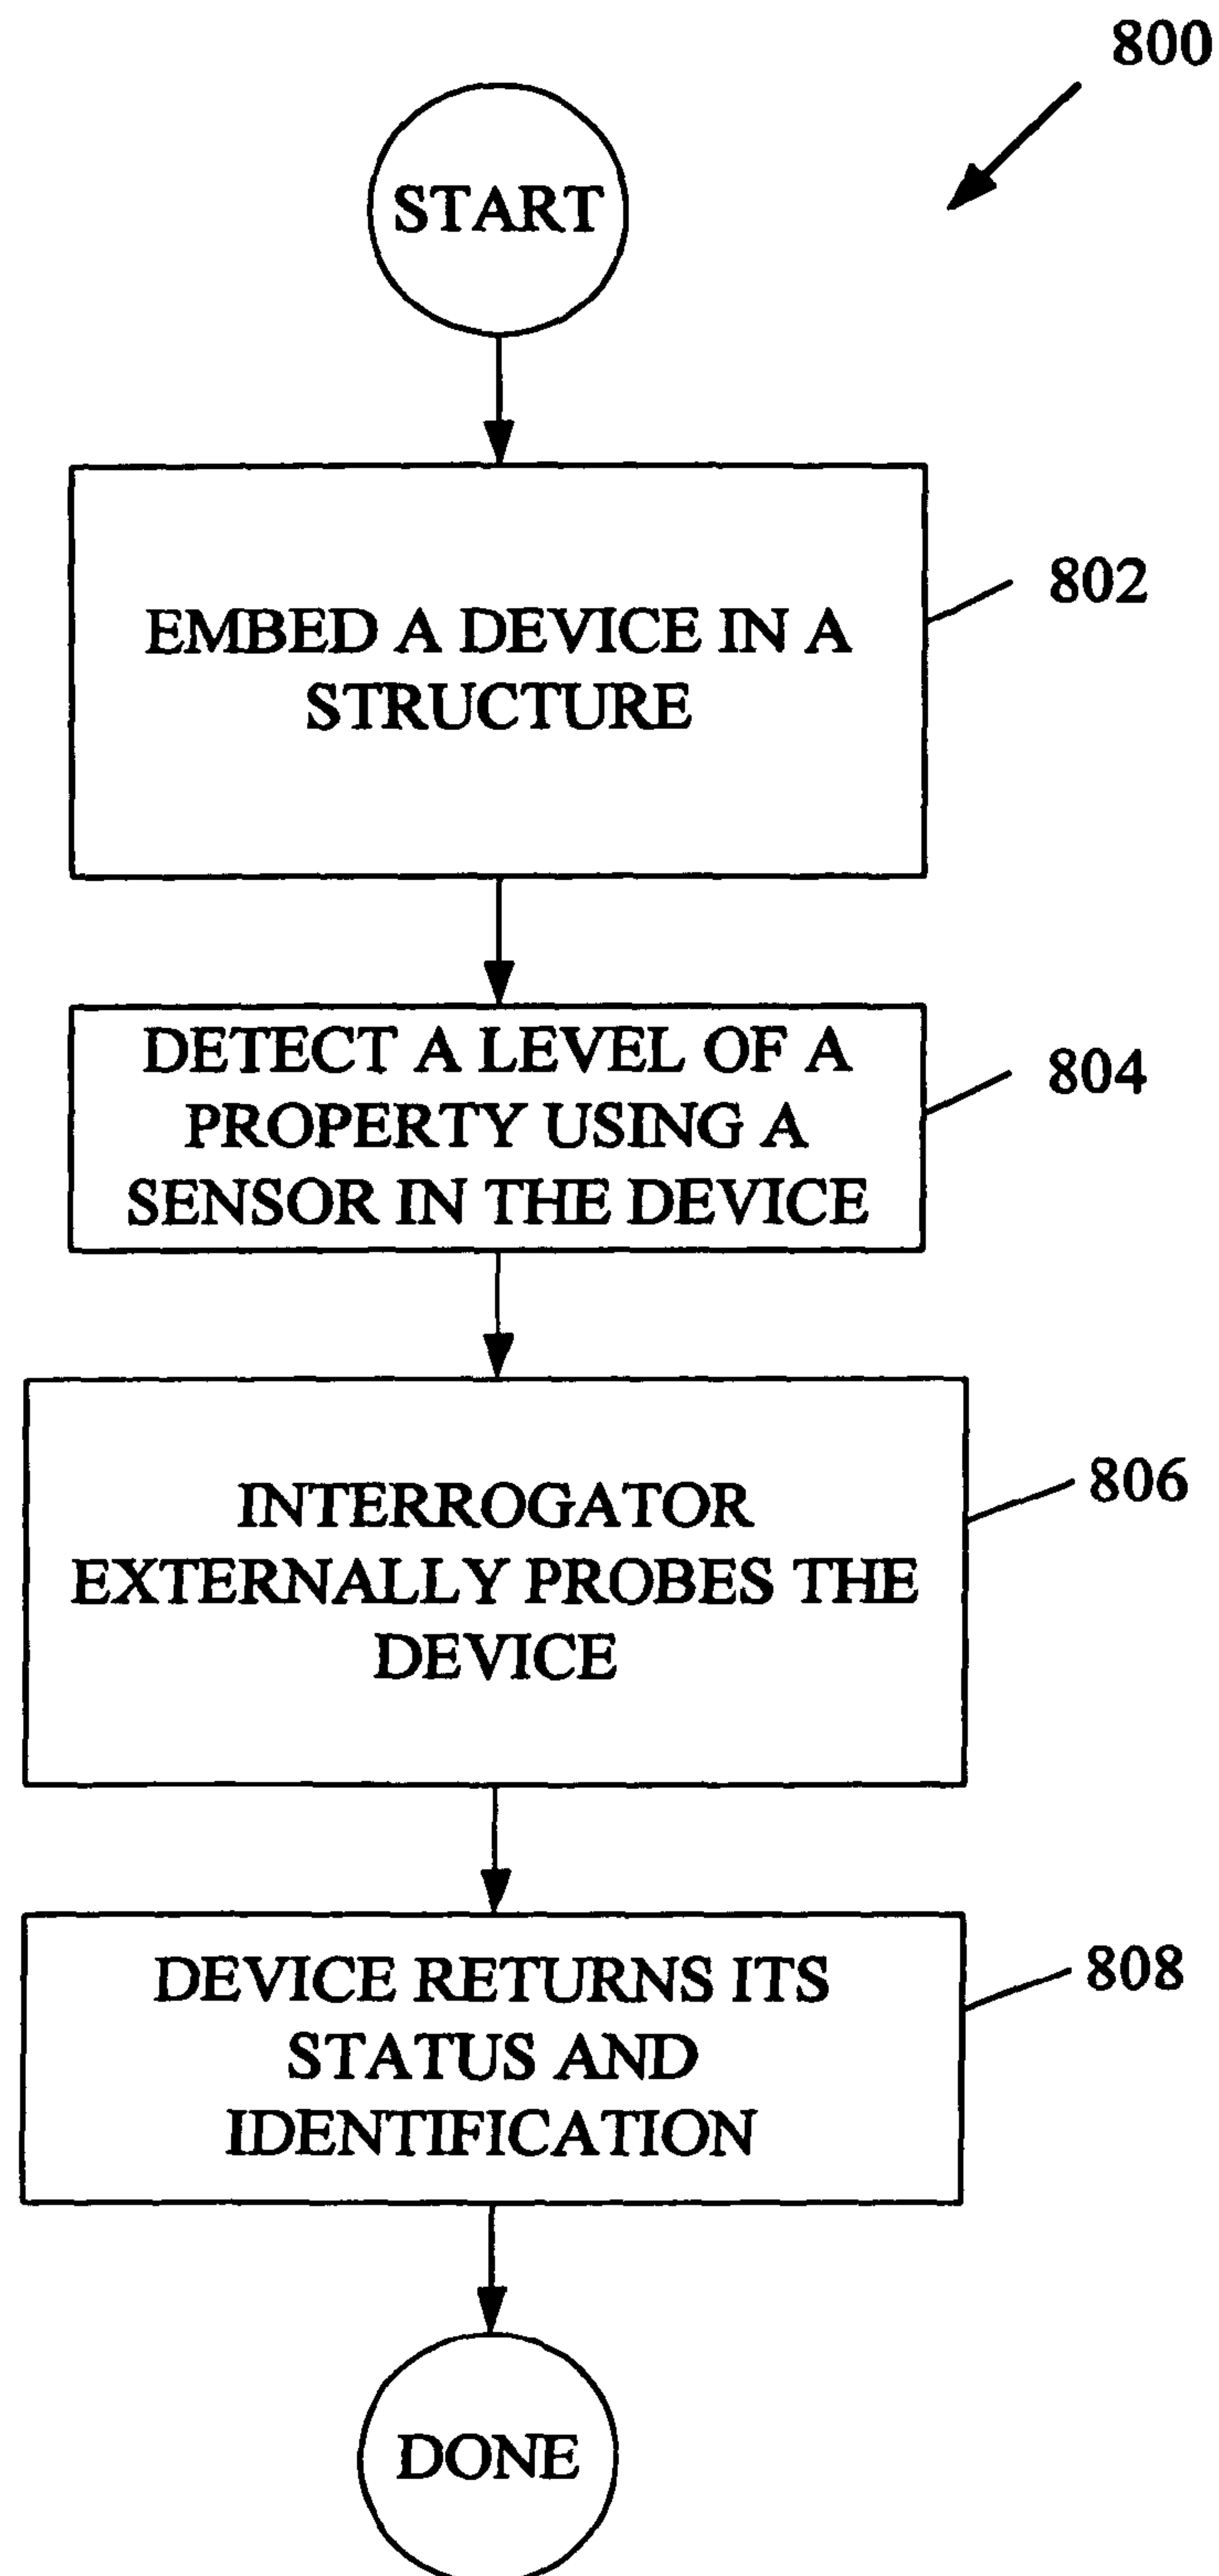 800
START
EMBED A DEVICE IN A
STRUCTURE
802
DETECT A LEVEL OF A
PROPERTY USING A
SENSOR IN THE DEVICE
804
INTERROGATOR
EXTERNALLY PROBES THE
DEVICE
806
DEVICE RETURNS ITS
STATUS AND
IDENTIFICATION
808
DONE